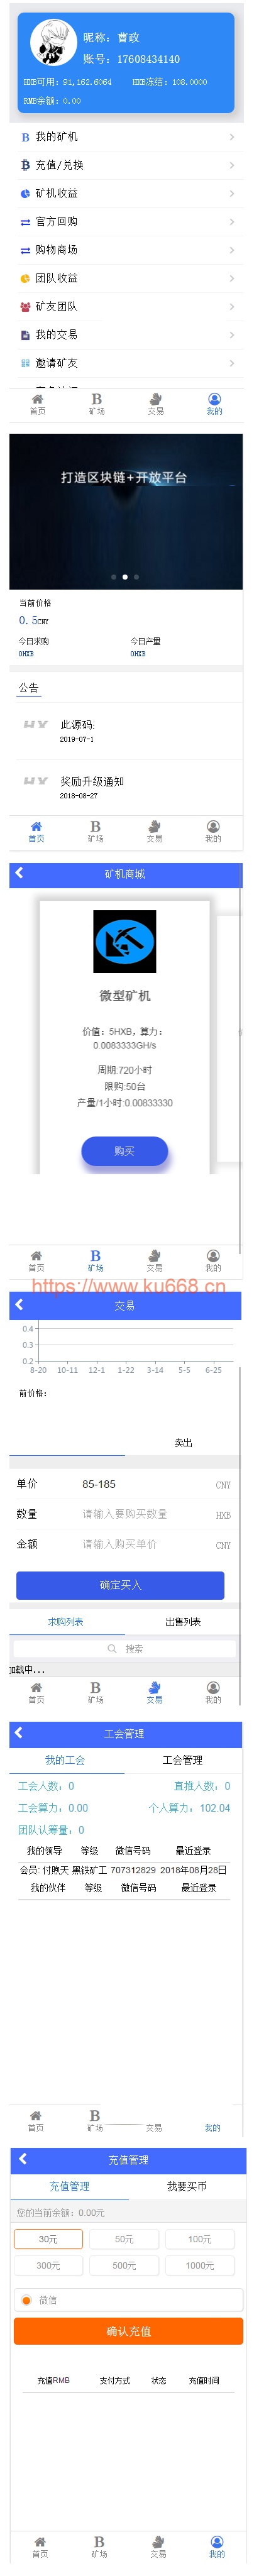 昵称：曹政
账号：17608434140
HXB可用：91,162.6064 HXB冻结：108.0000
RMB余额：0.00
我的矿机
充值/兑换
矿机收益
官方回购
购物商场
团队收益
矿友团队
我的交易
邀请矿友
首页 矿场 交易 我的
打造区块链+开放平台
当前价格
0.5CNY
今日求购 今日产量
0HXB 0HXB
公告
此源码:
2019-07-1
奖励升级通知
2018-08-27
首页 矿场 交易 我的
矿机商城
微型矿机
价值：5HXB，算力：
0.0083333GH/s
周期:720小时
限购:50台
产量/1小时:0.00833330
购买
首页 矿场 交易 我的
https://www.ku668.cn
交易
0.4
0.3
0.2
8-20 10-11 12-1 1-22 3-14 5-5 6-25
前价格：
卖出
单价 85-185 CNY
数量 请输入要购买数量 HXB
金额 请输入购买单价 CNY
确定买入
求购列表 出售列表
搜索
加载中...
首页 矿场 交易 我的
工会管理
我的工会 工会管理
工会人数：0 直推人数：0
工会算力：0.00 个人算力：102.04
团队认筹量：0
我的领导 等级 微信号码 最近登录
会员: 付煦天 黑铁矿工 707312829 2018年08月28日
我的伙伴 等级 微信号码 最近登录
首页 矿场 交易 我的
充值管理
充值管理 我要买币
您的当前余额：0.00元
30元 50元 100元
300元 500元 1000元
微信
确认充值
充值RMB 支付方式 状态 充值时间
首页 矿场 交易 我的